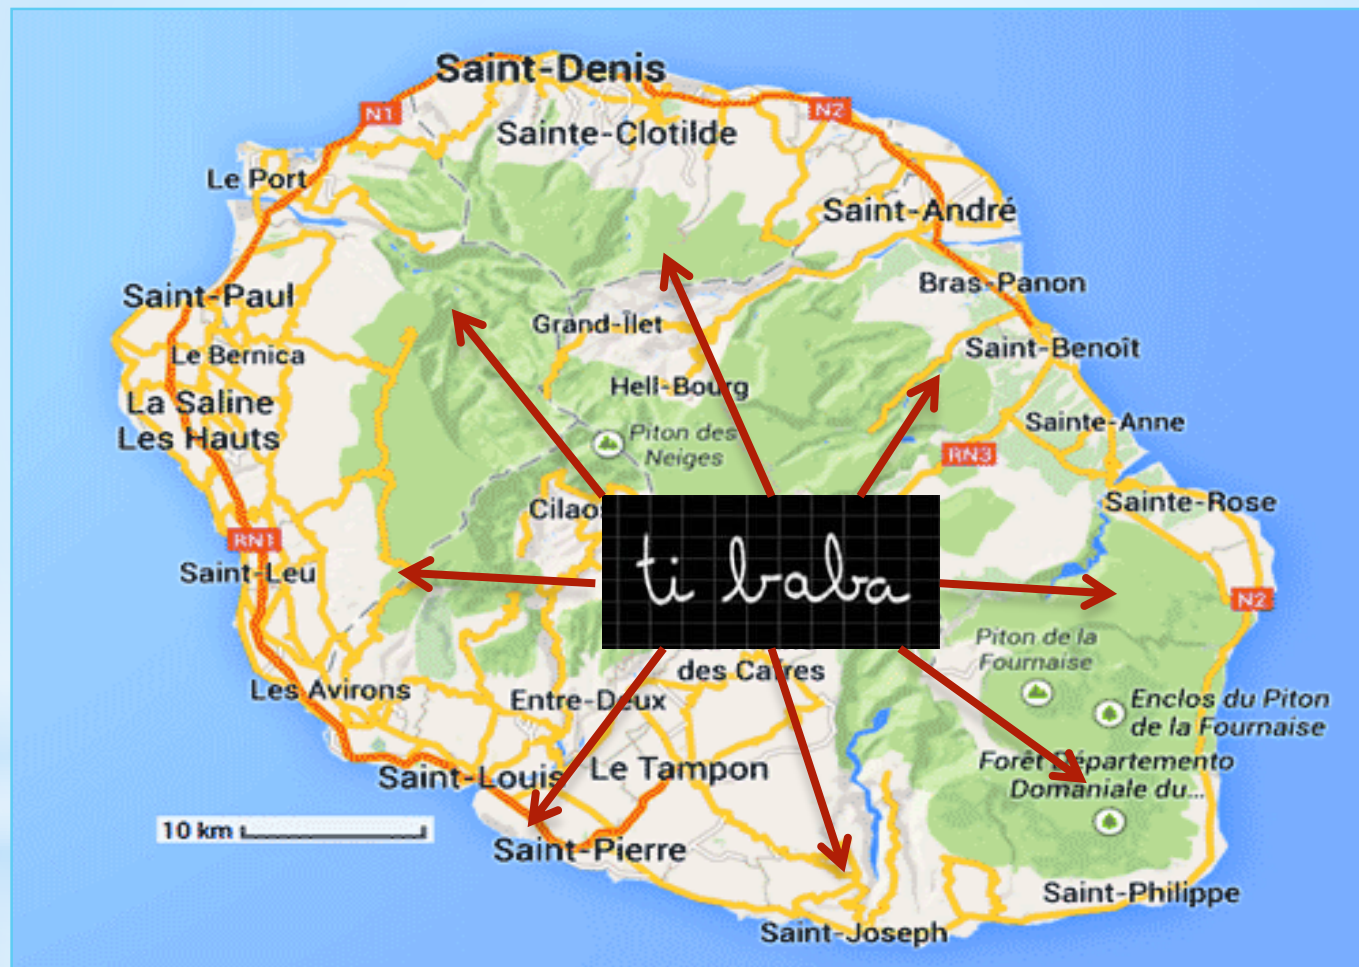 Saint-Denis
N1
N2
Sainte-Clotilde
Le Port
Saint-André
Bras-Panon
Saint-Paul
Grand-Îlet
Saint-Benoît
Le Bernica
Hell-Bourg
La Saline
Les Hauts
Piton des
Neiges
Sainte-Anne
RN3
Sainte-Rose
Cilaos
RN1
ti baba
Saint-Leu
N2
Piton de la
Fournaise
des Cafres
Les Avirons
Entre-Deux
Enclos du Piton
de la Fournaise
Forêt Départemento
Domaniale du...
Saint-Louis
Le Tampon
10 km
Saint-Pierre
Saint-Philippe
Saint-Joseph